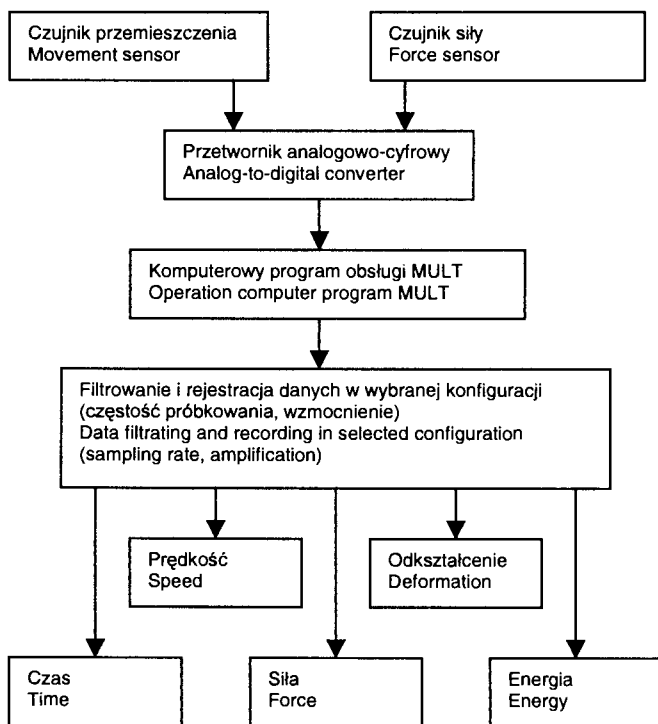 Czujnik przemieszczenia
Movement sensor
Czujnik siły
Force sensor
Przetwornik analogowo-cyfrowy
Analog-to-digital converter
Komputerowy program obsługi MULT
Operation computer program MULT
Filtrowanie i rejestracja danych w wybranej konfiguracji
(częstość próbkowania, wzmocnienie)
Data filtrating and recording in selected configuration
(sampling rate, amplification)
Prędkość
Speed
Odkształcenie
Deformation
Czas
Time
Siła
Force
Energia
Energy